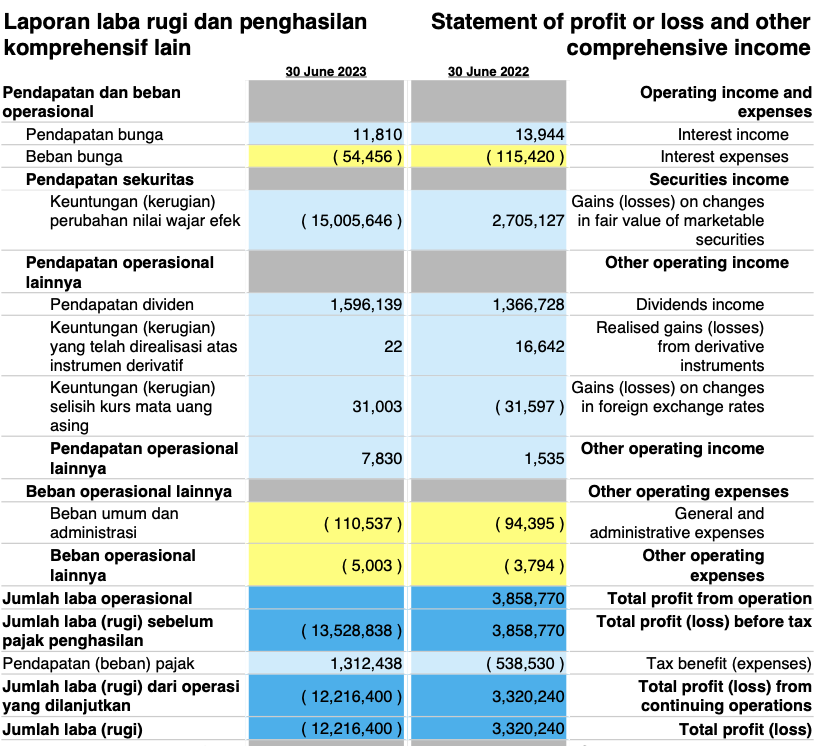 Laporan laba rugi dan penghasilan
komprehensif lain
Statement of profit or loss and other
comprehensive income
30 June 2023 30 June 2022
Pendapatan dan beban
operasional
Operating income and
expenses
Pendapatan bunga 11,810 13,944 Interest income
Beban bunga ( 54,456 ) ( 115,420 ) Interest expenses
Pendapatan sekuritas Securities income
Keuntungan (kerugian)
perubahan nilai wajar efek
( 15,005,646 ) 2,705,127
Gains (losses) on changes
in fair value of marketable
securities
Pendapatan operasional
lainnya
Other operating income
Pendapatan dividen 1,596,139 1,366,728 Dividends income
Keuntungan (kerugian)
yang telah direalisasi atas
instrumen derivatif
22 16,642
Realised gains (losses)
from derivative
instruments
Keuntungan (kerugian)
selisih kurs mata uang
asing
31,003 ( 31,597 )
Gains (losses) on changes
in foreign exchange rates
Pendapatan operasional
lainnya
7,830 1,535
Other operating income
Beban operasional lainnya Other operating expenses
Beban umum dan
administrasi
( 110,537 ) ( 94,395 )
General and
administrative expenses
Beban operasional
lainnya
( 5,003 ) ( 3,794 )
Other operating
expenses
Jumlah laba operasional 3,858,770 Total profit from operation
Jumlah laba (rugi) sebelum
pajak penghasilan
( 13,528,838 ) 3,858,770
Total profit (loss) before tax
Pendapatan (beban) pajak 1,312,438 ( 538,530 ) Tax benefit (expenses)
Jumlah laba (rugi) dari operasi
yang dilanjutkan
( 12,216,400 ) 3,320,240
Total profit (loss) from
continuing operations
Jumlah laba (rugi) ( 12,216,400 ) 3,320,240 Total profit (loss)